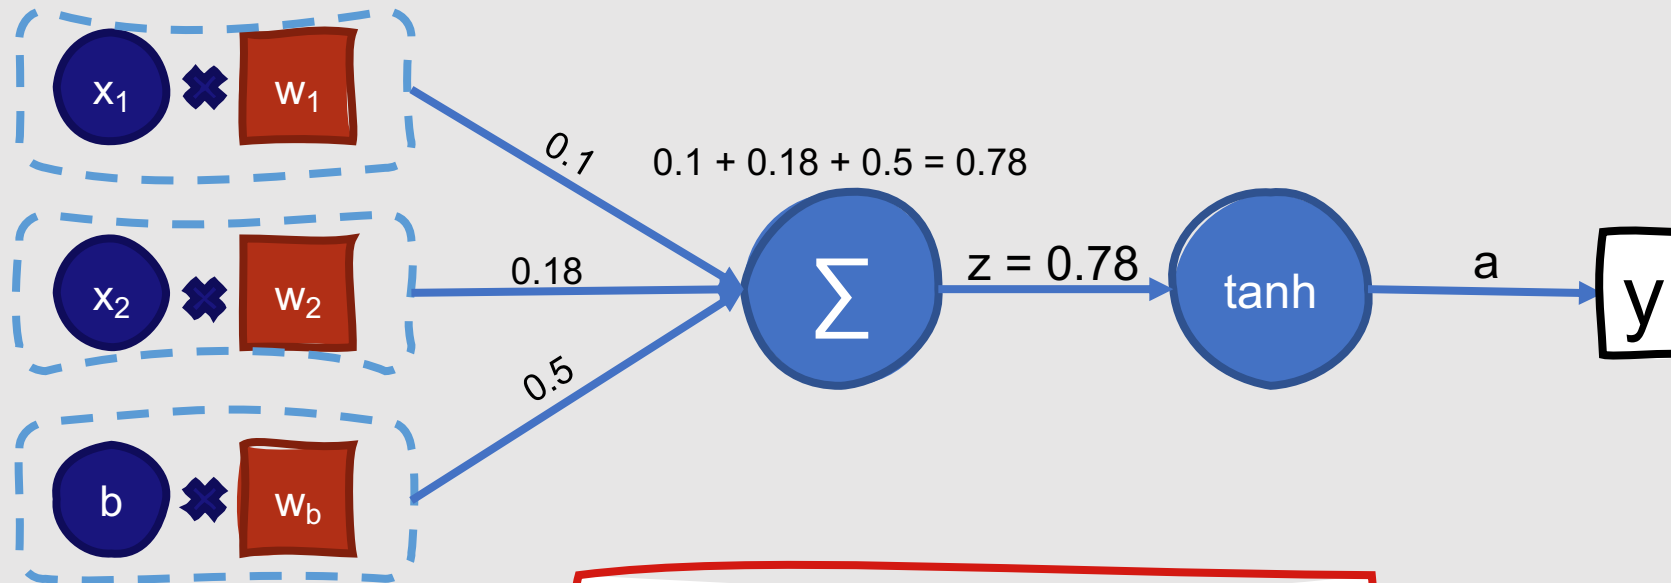 x₁ w₁
0.1
0.1 + 0.18 + 0.5 = 0.78
x₂ w₂
0.18
∑
z = 0.78
tanh
a
y
0.5
b w_b